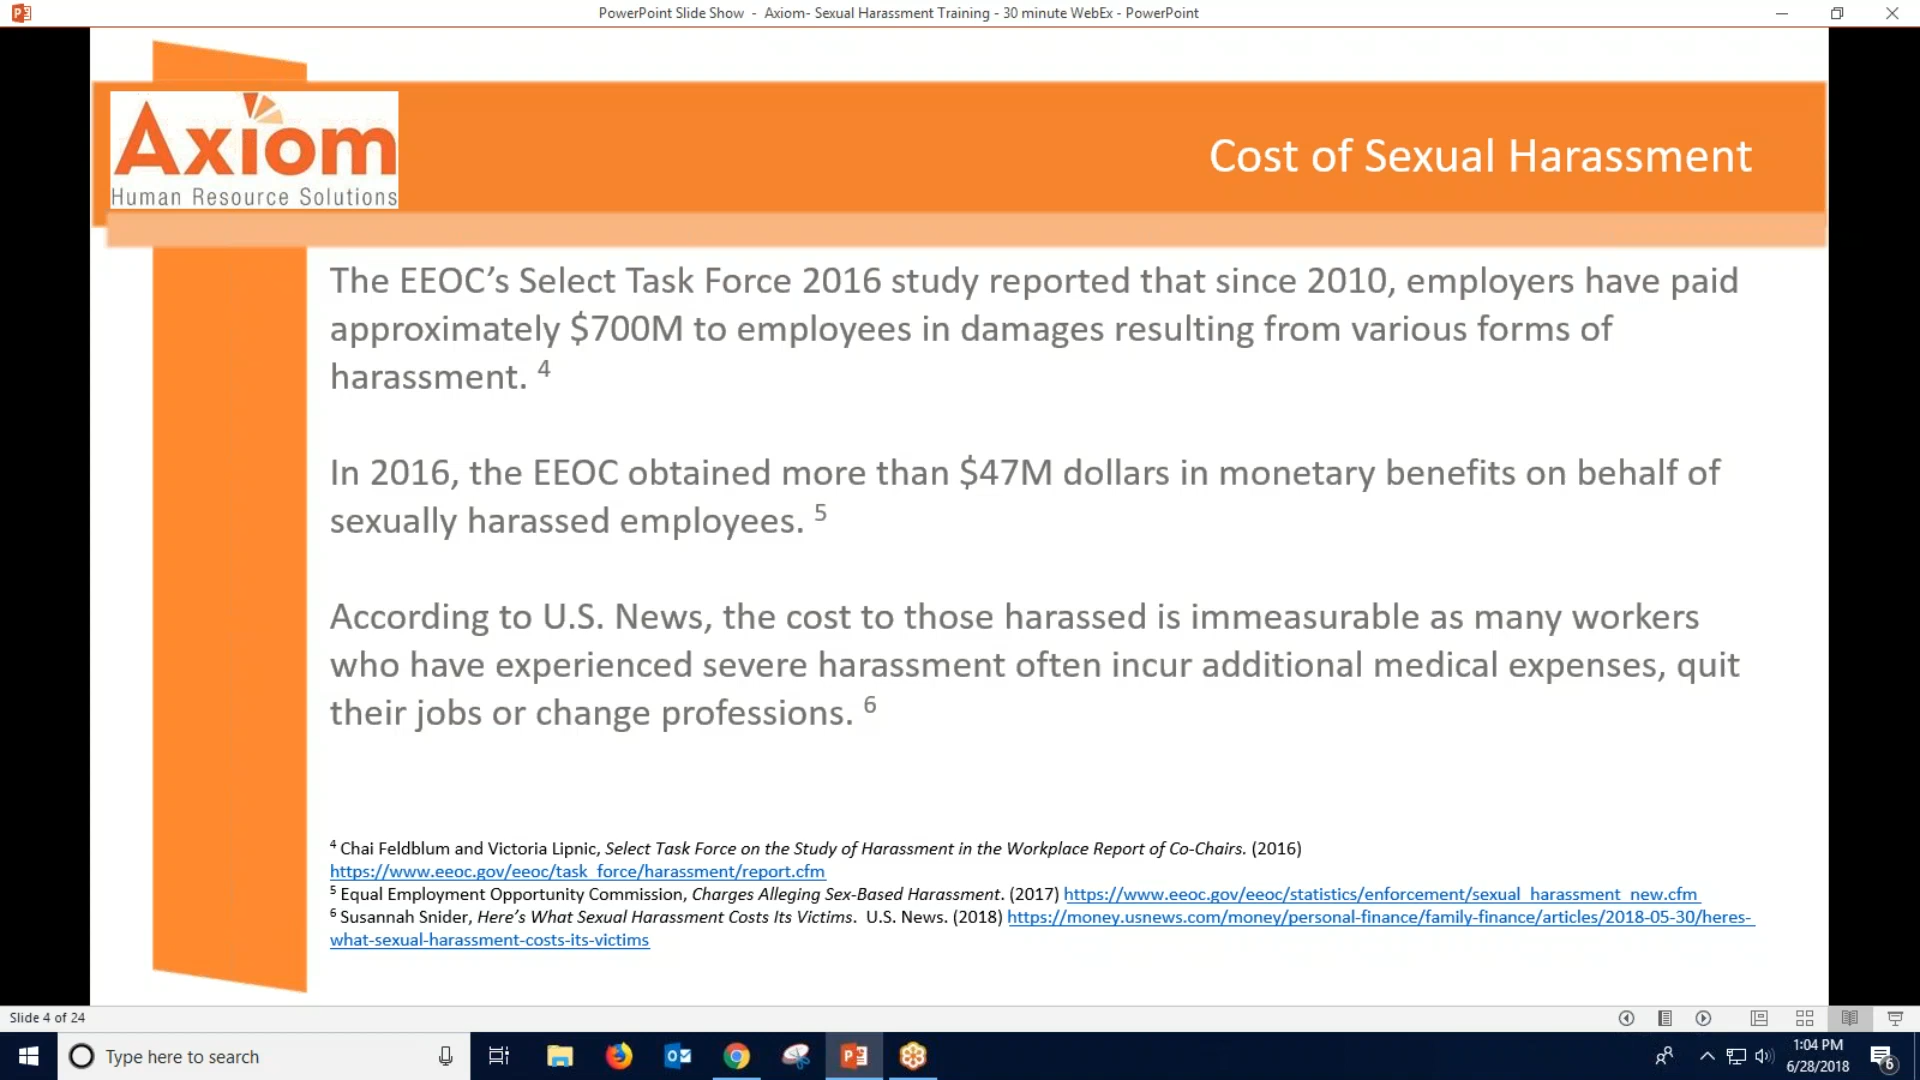 PowerPoint Slide Show - Axiom- Sexual Harassment Training - 30 minute WebEx - PowerPoint
Axiom
Human Resource Solutions
Cost of Sexual Harassment
The EEOC’s Select Task Force 2016 study reported that since 2010, employers have paid
approximately $700M to employees in damages resulting from various forms of
harassment. 4
In 2016, the EEOC obtained more than $47M dollars in monetary benefits on behalf of
sexually harassed employees. 5
According to U.S. News, the cost to those harassed is immeasurable as many workers
who have experienced severe harassment often incur additional medical expenses, quit
their jobs or change professions. 6
4 Chai Feldblum and Victoria Lipnic, Select Task Force on the Study of Harassment in the Workplace Report of Co-Chairs. (2016)
https://www.eeoc.gov/eeoc/task_force/harassment/report.cfm
5 Equal Employment Opportunity Commission, Charges Alleging Sex-Based Harassment. (2017) https://www.eeoc.gov/eeoc/statistics/enforcement/sexual_harassment_new.cfm
6 Susannah Snider, Here’s What Sexual Harassment Costs Its Victims. U.S. News. (2018) https://money.usnews.com/money/personal-finance/family-finance/articles/2018-05-30/heres-
what-sexual-harassment-costs-its-victims
Slide 4 of 24
Type here to search
1:04 PM
6/28/2018
6